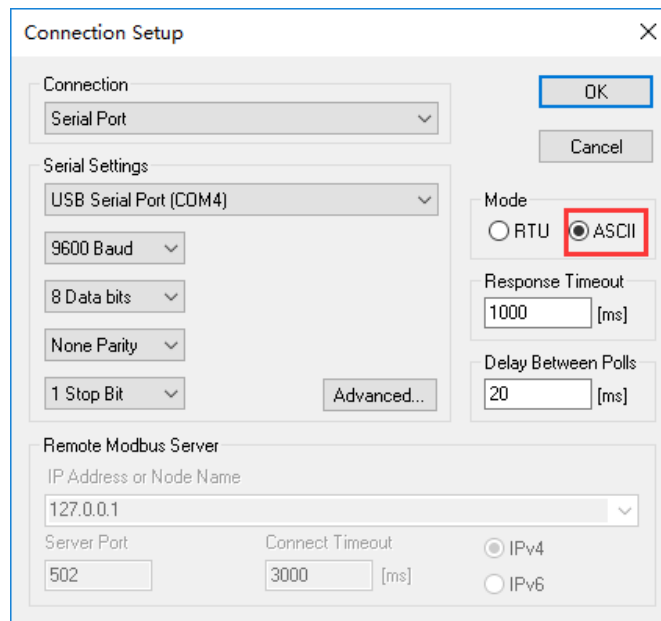 Connection Setup
Connection
OK
Serial Port
Cancel
Serial Settings
USB Serial Port (COM4)
Mode
RTU ASCII
9600 Baud
Response Timeout
8 Data bits
1000 [ms]
None Parity
Delay Between Polls
1 Stop Bit
Advanced...
20 [ms]
Remote Modbus Server
IP Address or Node Name
127.0.0.1
Server Port Connect Timeout
IPv4
502 3000 [ms]
IPv6